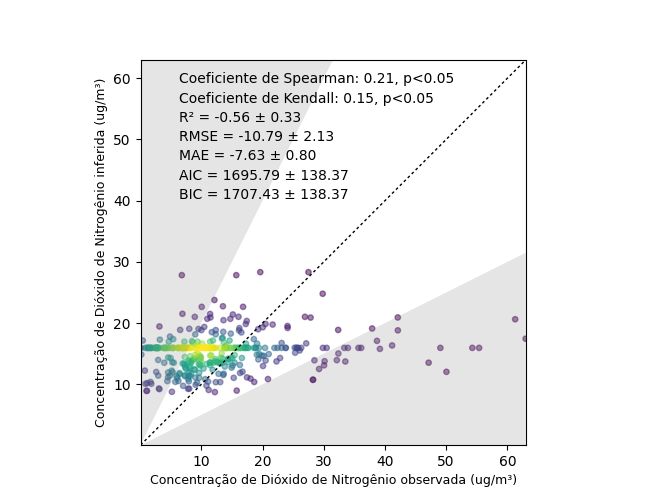 Coeficiente de Spearman: 0.21, p<0.05
Coeficiente de Kendall: 0.15, p<0.05
R² = -0.56 ± 0.33
RMSE = -10.79 ± 2.13
MAE = -7.63 ± 0.80
AIC = 1695.79 ± 138.37
BIC = 1707.43 ± 138.37
Concentração de Dióxido de Nitrogênio inferida (ug/m³)
60
50
40
30
20
10
10 20 30 40 50 60
Concentração de Dióxido de Nitrogênio observada (ug/m³)